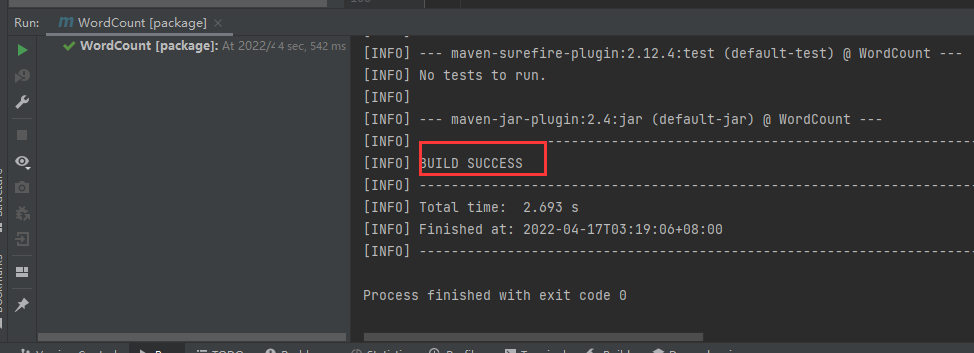 Run: WordCount [package] ×
WordCount [package]: At 2022/4 4 sec, 542 ms
[INFO] --- maven-surefire-plugin:2.12.4:test (default-test) @ WordCount ---
[INFO] No tests to run.
[INFO]
[INFO] --- maven-jar-plugin:2.4:jar (default-jar) @ WordCount ---
[INFO] ------------------------------------------------------------------------
[INFO] BUILD SUCCESS
[INFO] ------------------------------------------------------------------------
[INFO] Total time:  2.693 s
[INFO] Finished at: 2022-04-17T03:19:06+08:00
[INFO] ------------------------------------------------------------------------
Process finished with exit code 0